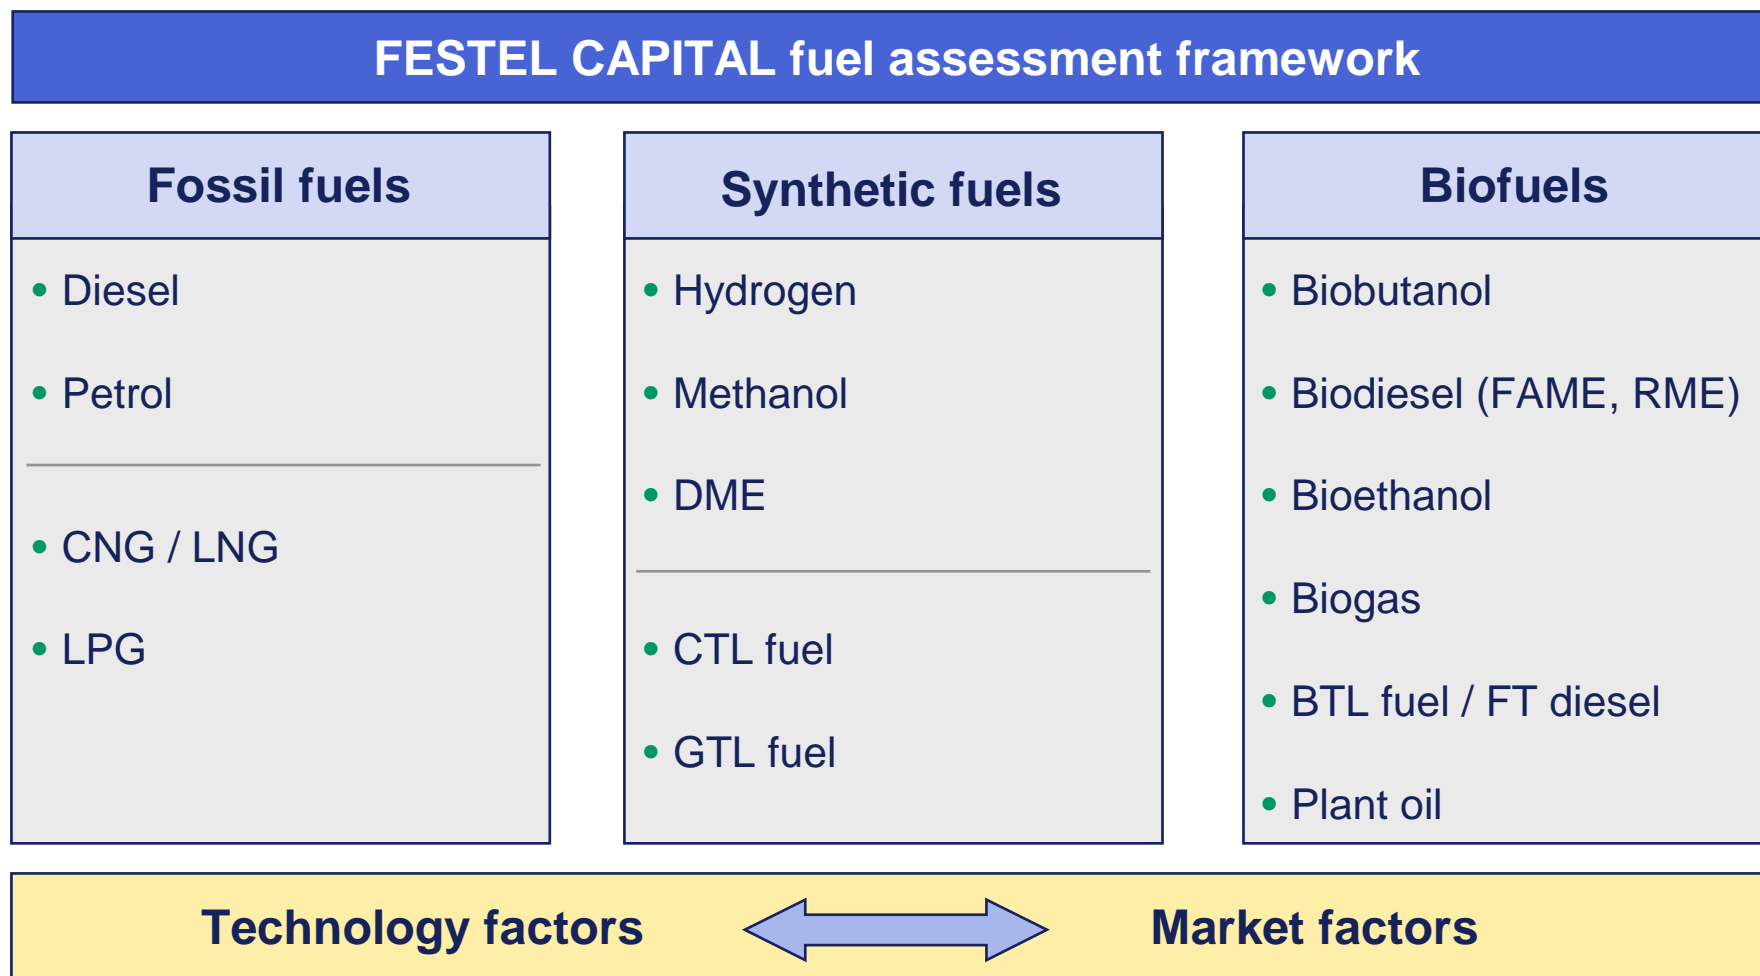 FESTEL CAPITAL fuel assessment framework
Fossil fuels
• Diesel
• Petrol
• CNG / LNG
• LPG
Synthetic fuels
• Hydrogen
• Methanol
• DME
• CTL fuel
• GTL fuel
Biofuels
• Biobutanol
• Biodiesel (FAME, RME)
• Bioethanol
• Biogas
• BTL fuel / FT diesel
• Plant oil
Technology factors
Market factors